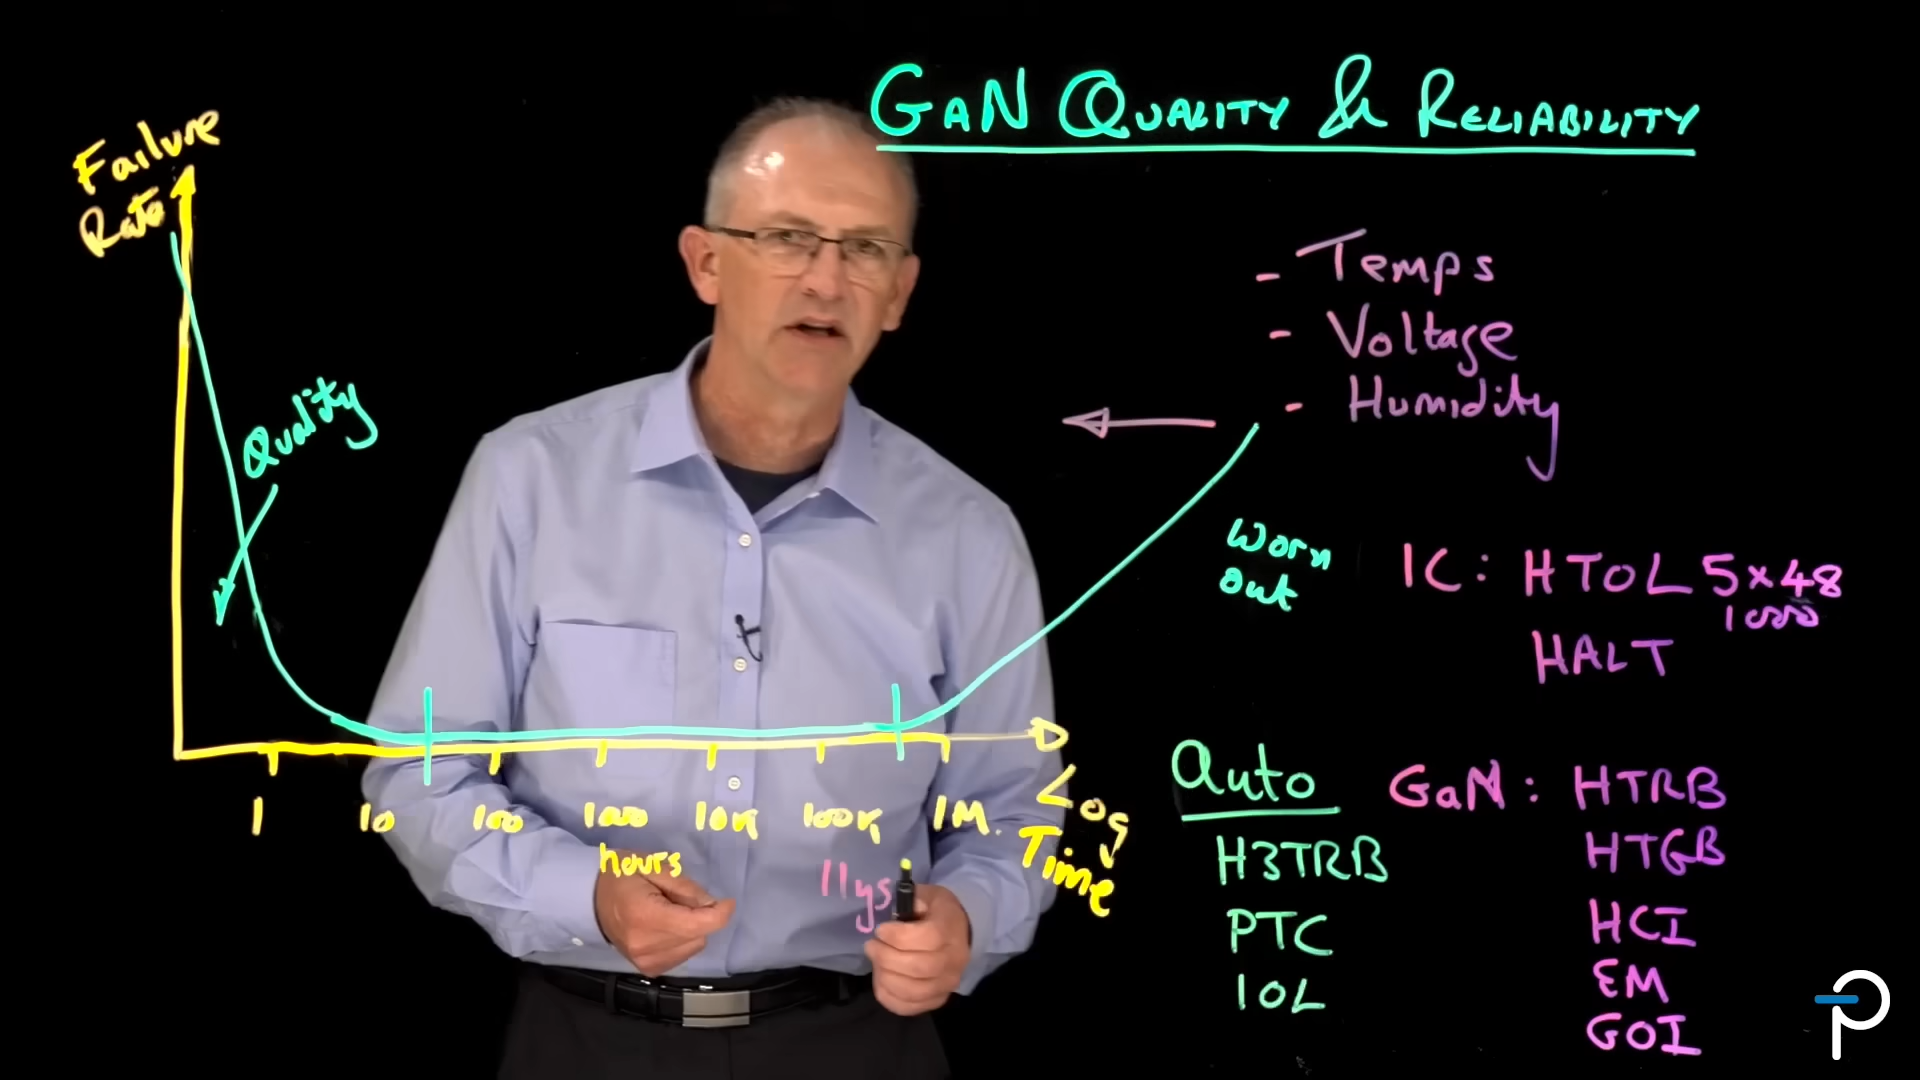 GaN QUALITY & RELIABILITY
Failure
Rate
Quality
- Temps
- Voltage
- Humidity
Worn
out
IC: HTOL 5x48
1000
HALT
1 10 100 1000 10K 100K 1M.
hours
11ys
Log
Time
Auto
H3TRB
PTC
IOL
GaN: HTRB
HTGB
HCI
EM
GOI